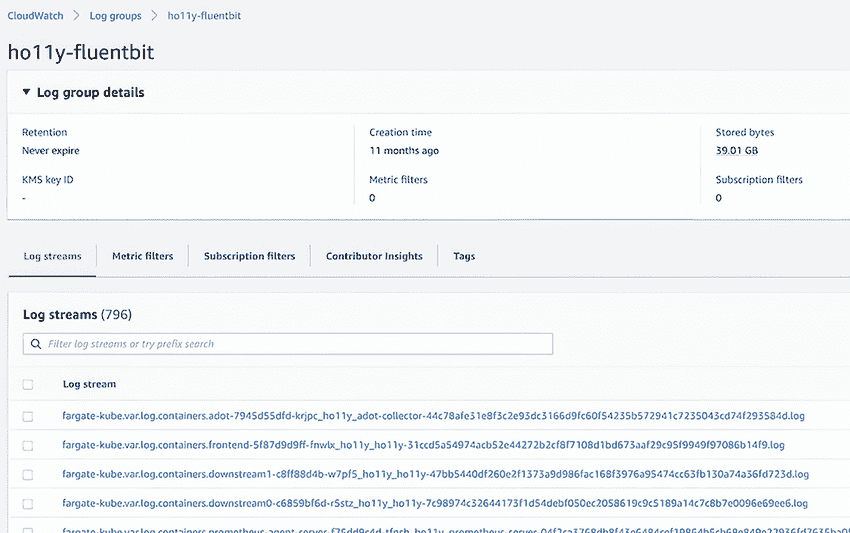 CloudWatch > Log groups > ho11y-fluentbit
ho11y-fluentbit
▼ Log group details
Retention
Never expire
KMS key ID
-
Creation time
11 months ago
Metric filters
0
Stored bytes
39.01 GB
Subscription filters
0
Log streams Metric filters Subscription filters Contributor Insights Tags
Log streams (796)
Filter log streams or try prefix search
Log stream
fargate-kube.var.log.containers.adot-7945d55dfd-krjpc_ho11y_adot-collector-44c78afe31e8f3c2e93dc3166d9fc60f54235b572941c7235043cd74f293584d.log
fargate-kube.var.log.containers.frontend-5f87d9d9ff-fnwlx_ho11y_ho11y-31ccd5a54974acb52e44272b2cf8f7108d1bd673aaf29c95f9949f97086b14f9.log
fargate-kube.var.log.containers.downstream1-c8ff88d4b-w7pf5_ho11y_ho11y-47bb5440df260e2f1373a9d986fac168f3976a95474cc63fb130a74a36fd723d.log
fargate-kube.var.log.containers.downstream0-c6859bf6d-r5stz_ho11y_ho11y-7c98974c32644173f1d54debf050ec2058619c9c5189a14c7c8b7e0096e69ee6.log